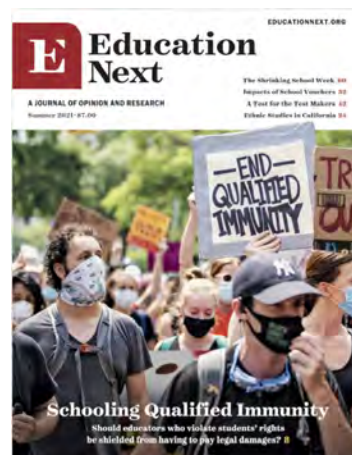 EDUCATIONNEXT.ORG
E
Education
Next
A JOURNAL OF OPINION AND RESEARCH
Summer 2021 · $7.00
The Shrinking School Week
Impacts of School Vouchers 32
A Test for the Test Makers 42
Ethnic Studies in California 24
—END—
QUALIFIED
IMMUNITY
TR
NY
Schooling Qualified Immunity
Should educators who violate students’ rights
be shielded from having to pay legal damages? 8